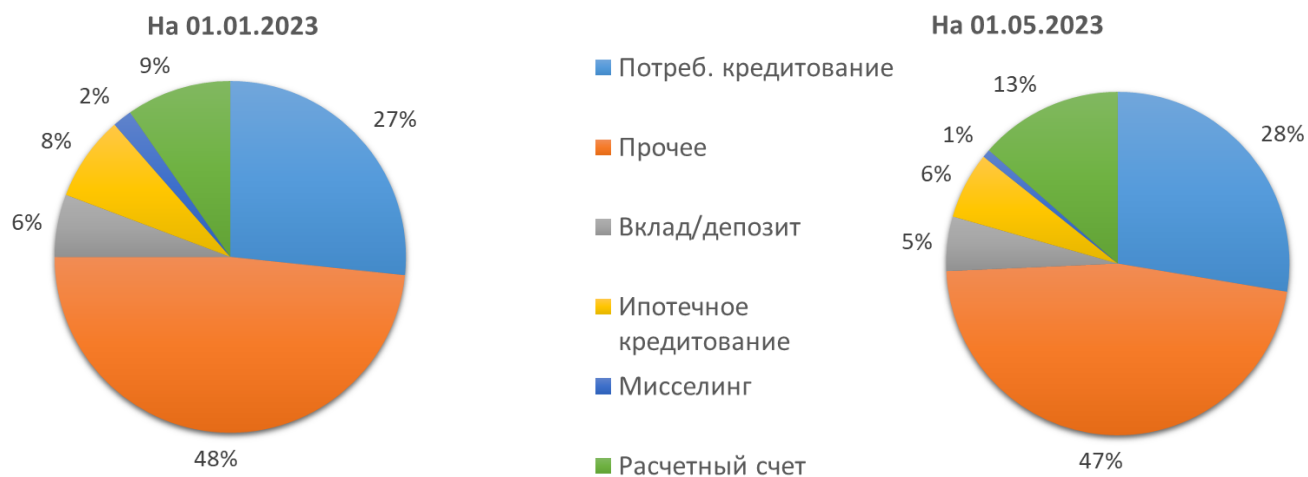 На 01.01.2023
9%
2%
8%
6%
27%
48%
Потреб. кредитование
Прочее
Вклад/депозит
Ипотечное
кредитование
Мисселинг
Расчетный счет
На 01.05.2023
13%
1%
6%
5%
28%
47%